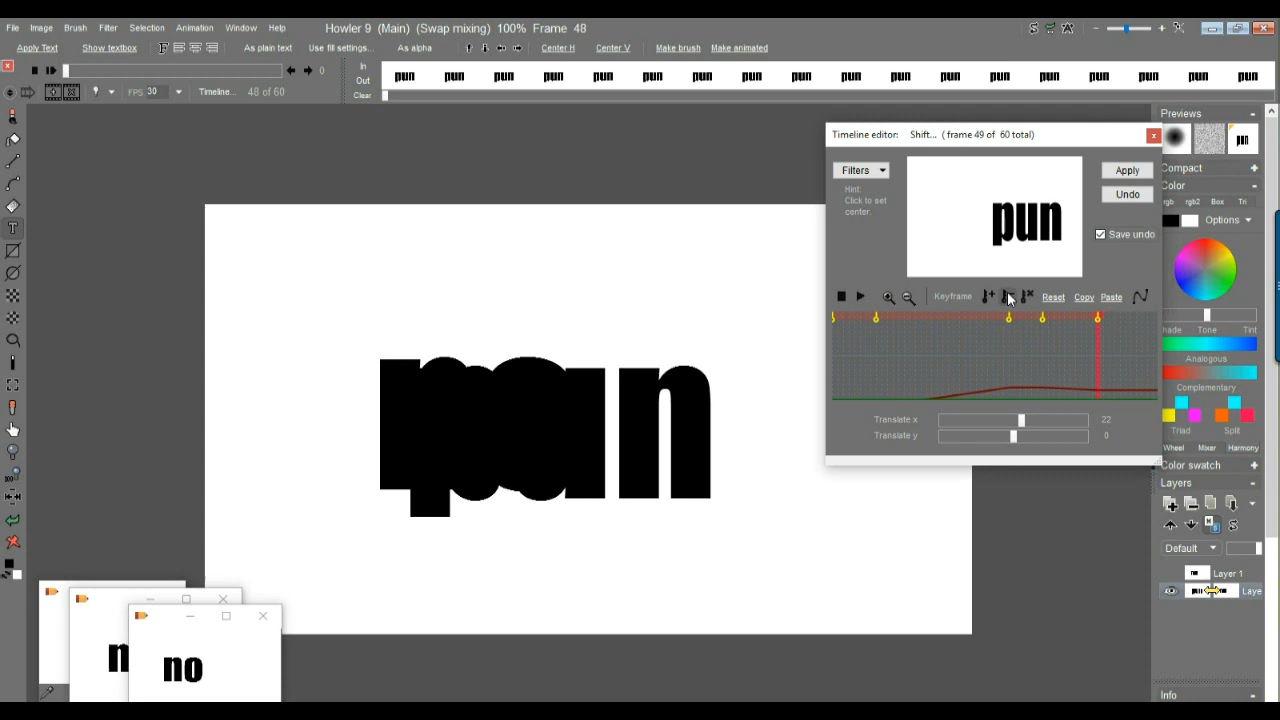 File Image Brush Filter Selection Animation Window Help Howler 9 (Main) (Swap mixing) 100% Frame 48
Apply Text Show textbox As plain text Use fill settings... As alpha Center H Center V Make brush Make animated
0 In
Out
pun pun pun pun pun pun pun pun pun pun pun pun pun pun pun pun pun pun
FPS 30 Timeline... 48 of 60 Clear
Previews
pun
Compact
Color
rgb rgb2 Box Tri
Options
hade Tone Tint
Analogous
Complementary
Triad Split
Wheel Mixer Harmony
Color swatch
Layers
Default
Layer 1
Laye
Info
Timeline editor: Shift... ( frame 49 of 60 total)
Filters
Hint:
Click to set
center.
pun
Apply
Undo
Save undo
Keyframe Reset Copy Paste
Translate x 22
Translate y 0
n
no